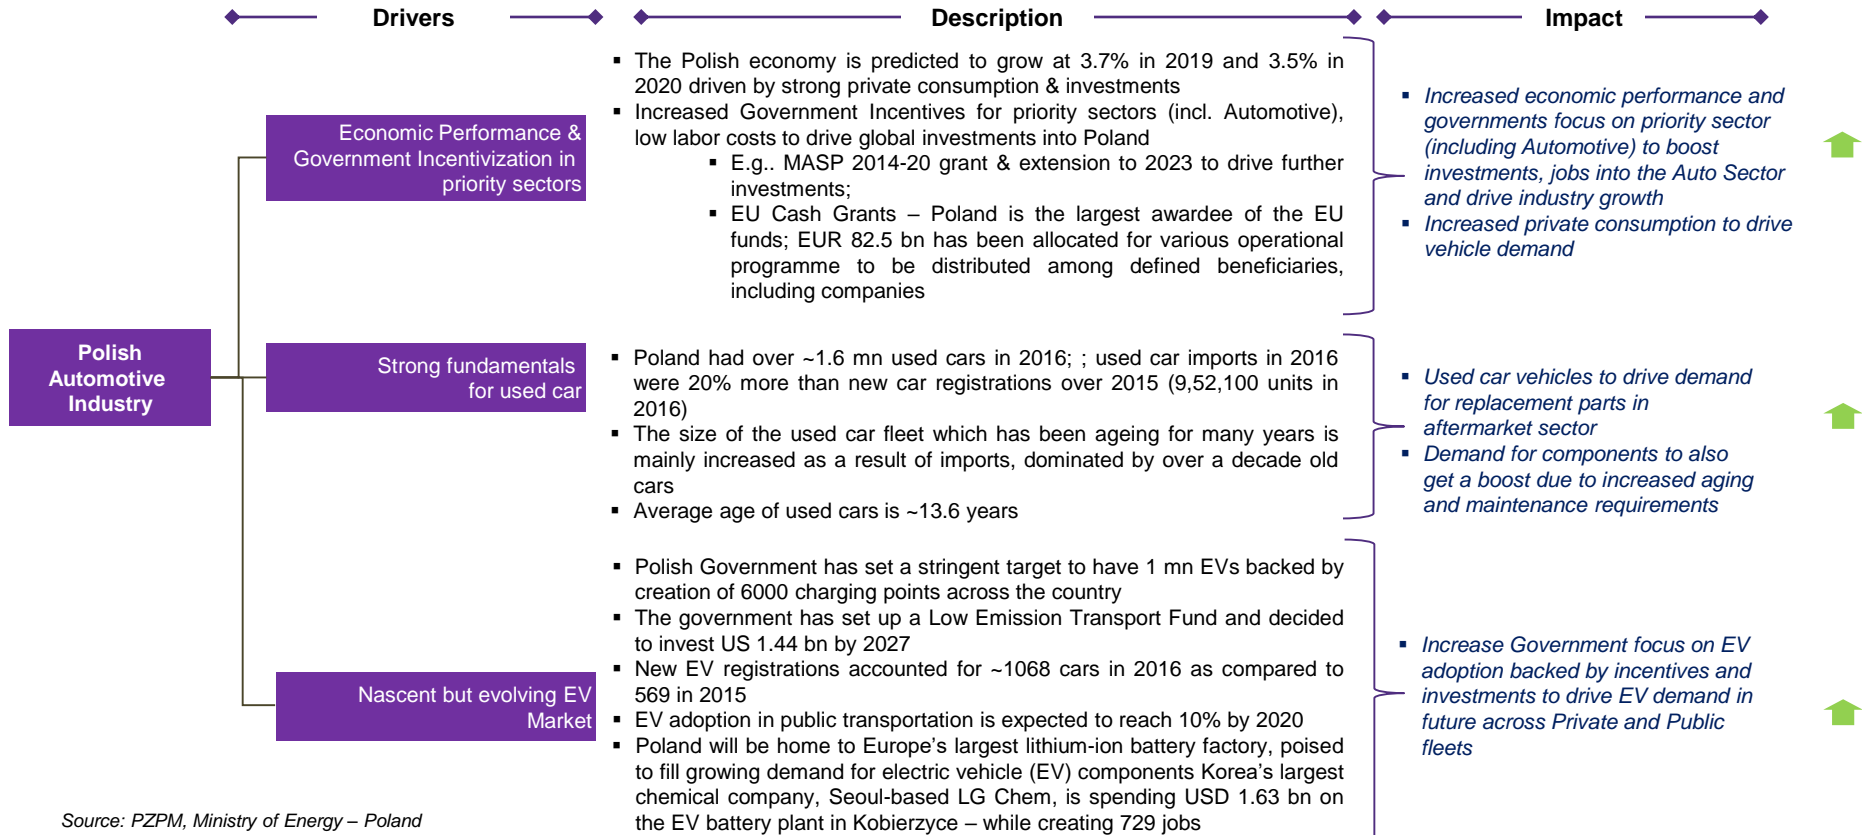 Drivers
Description
Impact
Polish
Automotive
Industry
Economic Performance &
Government Incentivization in
priority sectors
▪ The Polish economy is predicted to grow at 3.7% in 2019 and 3.5% in
2020 driven by strong private consumption & investments
▪ Increased Government Incentives for priority sectors (incl. Automotive),
low labor costs to drive global investments into Poland
▪ E.g.. MASP 2014-20 grant & extension to 2023 to drive further
investments;
▪ EU Cash Grants – Poland is the largest awardee of the EU
funds; EUR 82.5 bn has been allocated for various operational
programme to be distributed among defined beneficiaries,
including companies
▪ Increased economic performance and
governments focus on priority sector
(including Automotive) to boost
investments, jobs into the Auto Sector
and drive industry growth
▪ Increased private consumption to drive
vehicle demand
Strong fundamentals
for used car
▪ Poland had over ~1.6 mn used cars in 2016; ; used car imports in 2016
were 20% more than new car registrations over 2015 (9,52,100 units in
2016)
▪ The size of the used car fleet which has been ageing for many years is
mainly increased as a result of imports, dominated by over a decade old
cars
▪ Average age of used cars is ~13.6 years
▪ Used car vehicles to drive demand
for replacement parts in
aftermarket sector
▪ Demand for components to also
get a boost due to increased aging
and maintenance requirements
Nascent but evolving EV
Market
▪ Polish Government has set a stringent target to have 1 mn EVs backed by
creation of 6000 charging points across the country
▪ The government has set up a Low Emission Transport Fund and decided
to invest US 1.44 bn by 2027
▪ New EV registrations accounted for ~1068 cars in 2016 as compared to
569 in 2015
▪ EV adoption in public transportation is expected to reach 10% by 2020
▪ Poland will be home to Europe's largest lithium-ion battery factory, poised
to fill growing demand for electric vehicle (EV) components Korea's largest
chemical company, Seoul-based LG Chem, is spending USD 1.63 bn on
the EV battery plant in Kobierzyce – while creating 729 jobs
▪ Increase Government focus on EV
adoption backed by incentives and
investments to drive EV demand in
future across Private and Public
fleets
Source: PZPM, Ministry of Energy – Poland